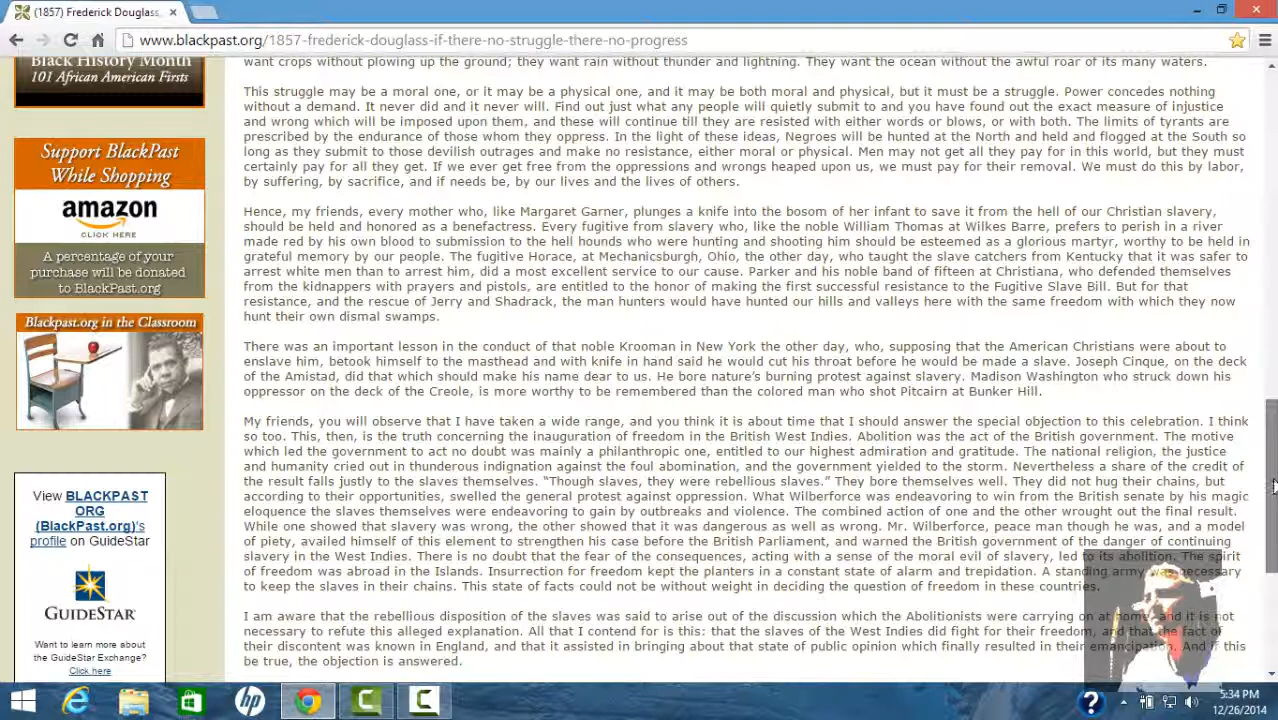 (1857) Frederick Douglass,
www.blackpast.org/1857-frederick-douglass-if-there-no-struggle-there-no-progress
Black History Month
101 African American Firsts
Support BlackPast
While Shopping
amazon
CLICK HERE
A percentage of your
purchase will be donated
to BlackPast.org
Blackpast.org in the Classroom
View BLACKPAST
ORG
(BlackPast.org)'s
profile on GuideStar
GUIDESTAR
Want to learn more about
the GuideStar Exchange?
Click here
want crops without plowing up the ground; they want rain without thunder and lightning. They want the ocean without the awful roar of its many waters.
This struggle may be a moral one, or it may be a physical one, and it may be both moral and physical, but it must be a struggle. Power concedes nothing
without a demand. It never did and it never will. Find out just what any people will quietly submit to and you have found out the exact measure of injustice
and wrong which will be imposed upon them, and these will continue till they are resisted with either words or blows, or with both. The limits of tyrants are
prescribed by the endurance of those whom they oppress. In the light of these ideas, Negroes will be hunted at the North and held and flogged at the South so
long as they submit to those devilish outrages and make no resistance, either moral or physical. Men may not get all they pay for in this world, but they must
certainly pay for all they get. If we ever get free from the oppressions and wrongs heaped upon us, we must pay for their removal. We must do this by labor,
by suffering, by sacrifice, and if needs be, by our lives and the lives of others.
Hence, my friends, every mother who, like Margaret Garner, plunges a knife into the bosom of her infant to save it from the hell of our Christian slavery,
should be held and honored as a benefactress. Every fugitive from slavery who, like the noble William Thomas at Wilkes Barre, prefers to perish in a river
made red by his own blood to submission to the hell hounds who were hunting and shooting him should be esteemed as a glorious martyr, worthy to be held in
grateful memory by our people. The fugitive Horace, at Mechanicsburgh, Ohio, the other day, who taught the slave catchers from Kentucky that it was safer to
arrest white men than to arrest him, did a most excellent service to our cause. Parker and his noble band of fifteen at Christiana, who defended themselves
from the kidnappers with prayers and pistols, are entitled to the honor of making the first successful resistance to the Fugitive Slave Bill. But for that
resistance, and the rescue of Jerry and Shadrack, the man hunters would have hunted our hills and valleys here with the same freedom with which they now
hunt their own dismal swamps.
There was an important lesson in the conduct of that noble Krooman in New York the other day, who, supposing that the American Christians were about to
enslave him, betook himself to the masthead and with knife in hand said he would cut his throat before he would be made a slave. Joseph Cinque, on the deck
of the Amistad, did that which should make his name dear to us. He bore nature's burning protest against slavery. Madison Washington who struck down his
oppressor on the deck of the Creole, is more worthy to be remembered than the colored man who shot Pitcairn at Bunker Hill.
My friends, you will observe that I have taken a wide range, and you think it is about time that I should answer the special objection to this celebration. I think
so too. This, then, is the truth concerning the inauguration of freedom in the British West Indies. Abolition was the act of the British government. The motive
which led the government to act no doubt was mainly a philanthropic one, entitled to our highest admiration and gratitude. The national religion, the justice
and humanity cried out in thunderous indignation against the foul abomination, and the government yielded to the storm. Nevertheless a share of the credit of
the result falls justly to the slaves themselves. “Though slaves, they were rebellious slaves.” They bore themselves well. They did not hug their chains, but
according to their opportunities, swelled the general protest against oppression. What Wilberforce was endeavoring to win from the British senate by his magic
eloquence the slaves themselves were endeavoring to gain by outbreaks and violence. The combined action of one and the other wrought out the final result.
While one showed that slavery was wrong, the other showed that it was dangerous as well as wrong. Mr. Wilberforce, peace man though he was, and a model
of piety, availed himself of this element to strengthen his case before the British Parliament, and warned the British government of the danger of continuing
slavery in the West Indies. There is no doubt that the fear of the consequences, acting with a sense of the moral evil of slavery, led to its abolition. The spirit
of freedom was abroad in the Islands. Insurrection for freedom kept the planters in a constant state of alarm and trepidation. A standing army was necessary
to keep the slaves in their chains. This state of facts could not be without weight in deciding the question of freedom in these countries.
I am aware that the rebellious disposition of the slaves was said to arise out of the discussion which the Abolitionists were carrying on at home, and it is not
necessary to refute this alleged explanation. All that I contend for is this: that the slaves of the West Indies did fight for their freedom, and that the fact of
their discontent was known in England, and that it assisted in bringing about that state of public opinion which finally resulted in their emancipation. And if this
be true, the objection is answered.
hp
5:34 PM
12/26/2014